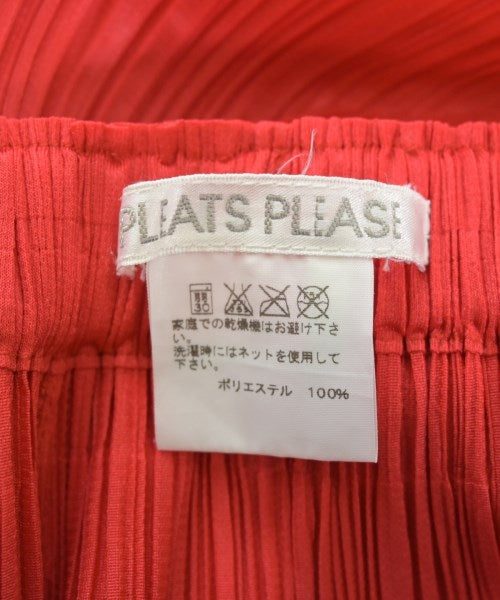 PLEATS PLEASE
家庭での乾燥機はお避け下さ
い。
洗濯時にはネットを使用して
下さい。
ポリエステル 100%